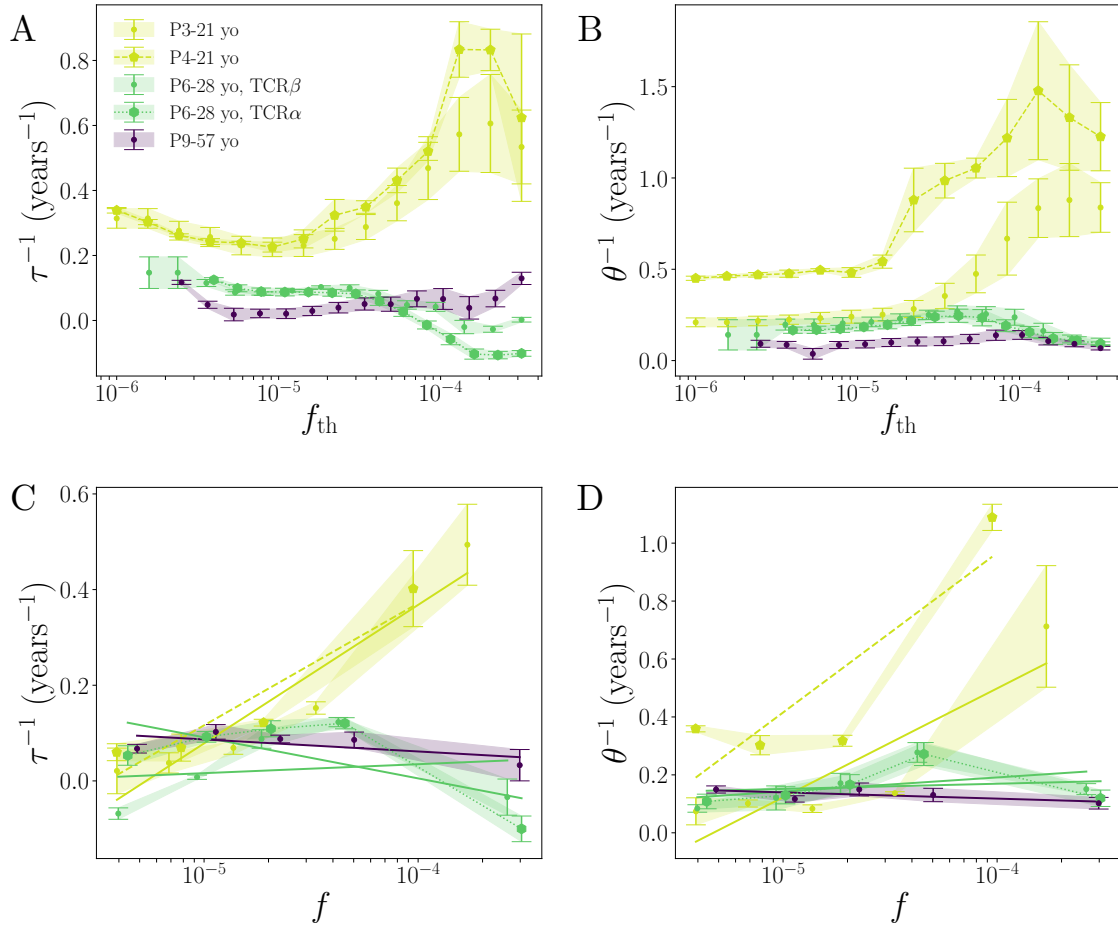 A
τ⁻¹ (years⁻¹)
0.8
0.6
0.4
0.2
0.0
P3-21 yo
P4-21 yo
P6-28 yo, TCRβ
P6-28 yo, TCRα
P9-57 yo
10⁻⁶
10⁻⁵
10⁻⁴
f_th
B
θ⁻¹ (years⁻¹)
1.5
1.0
0.5
0.0
10⁻⁶
10⁻⁵
10⁻⁴
f_th
C
τ⁻¹ (years⁻¹)
0.6
0.4
0.2
0.0
10⁻⁵
10⁻⁴
f
D
θ⁻¹ (years⁻¹)
1.0
0.8
0.6
0.4
0.2
0.0
10⁻⁵
10⁻⁴
f